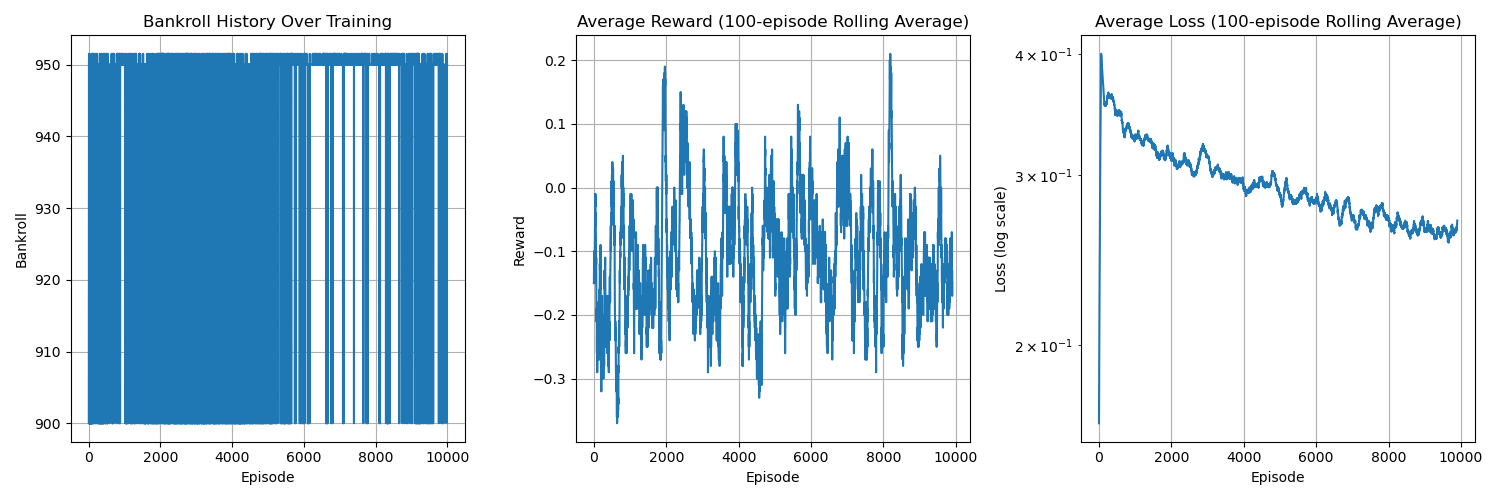 Bankroll History Over Training
950
940
930
920
910
900
Bankroll
0 2000 4000 6000 8000 10000
Episode
Average Reward (100-episode Rolling Average)
0.2
0.1
0.0
−0.1
−0.2
−0.3
Reward
0 2000 4000 6000 8000 10000
Episode
Average Loss (100-episode Rolling Average)
4 × 10⁻¹
3 × 10⁻¹
2 × 10⁻¹
Loss (log scale)
0 2000 4000 6000 8000 10000
Episode